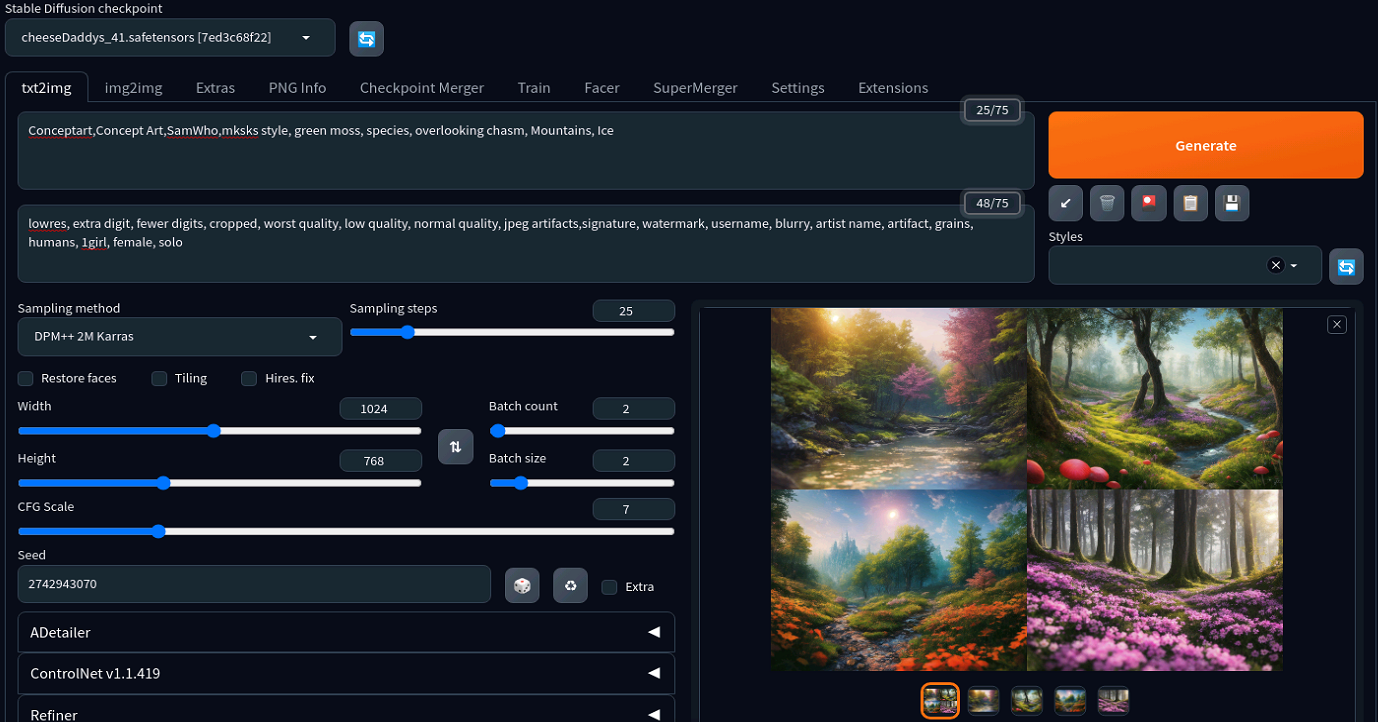 Stable Diffusion checkpoint
cheeseDaddys_41.safetensors [7ed3c68f22]
txt2img img2img Extras PNG Info Checkpoint Merger Train Facer SuperMerger Settings Extensions
25/75
Conceptart,Concept Art,SamWho,mksks style, green moss, species, overlooking chasm, Mountains, Ice
Generate
48/75
lowres, extra digit, fewer digits, cropped, worst quality, low quality, normal quality, jpeg artifacts,signature, watermark, username, blurry, artist name, artifact, grains,
humans, 1girl, female, solo
Styles
Sampling method
DPM++ 2M Karras
Sampling steps 25
Restore faces Tiling Hires. fix
Width 1024
Batch count 2
Height 768
Batch size 2
CFG Scale 7
Seed
2742943070
Extra
ADetailer
ControlNet v1.1.419
Refiner